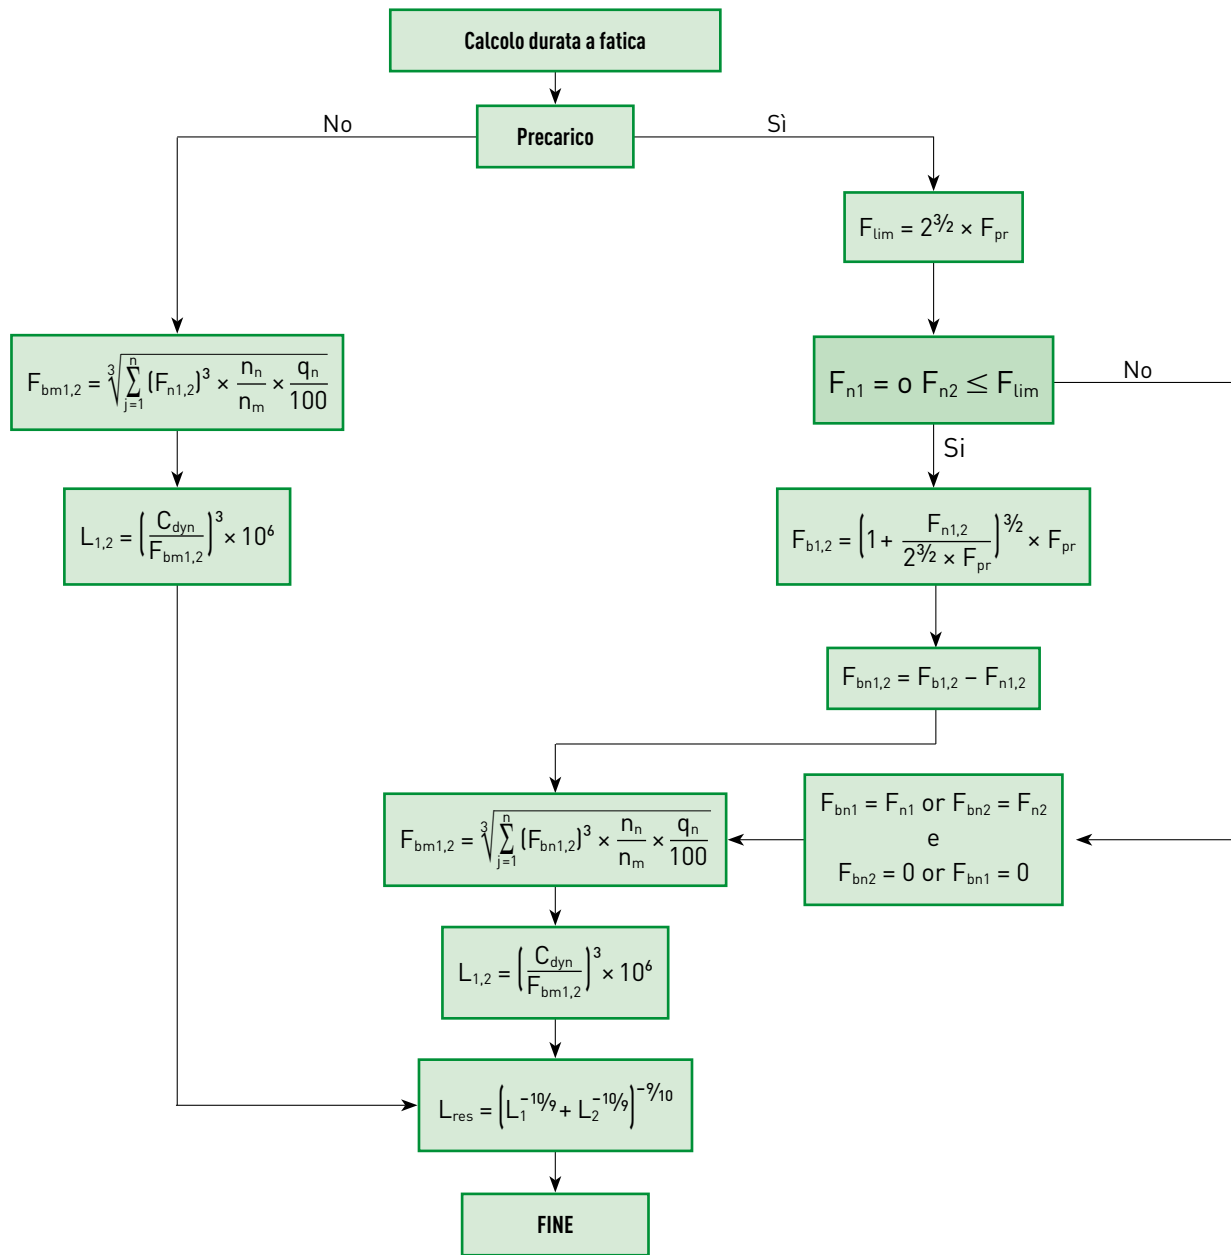 Calcolo durata a fatica
Precarico
No
Sì
F_lim = 2^3/2 × F_pr
F_n1 = o F_n2 ≤ F_lim
No
Si
F_bm1,2 = ∛(∑_{j=1}^{n} (F_n1,2)^3 × n_n/n_m × q_n/100)
L_1,2 = (C_dyn/F_bm1,2)^3 × 10^6
F_b1,2 = (1 + F_n1,2/(2^3/2 × F_pr))^3/2 × F_pr
F_bn1,2 = F_b1,2 − F_n1,2
F_bn1 = F_n1 or F_bn2 = F_n2
e
F_bn2 = 0 or F_bn1 = 0
F_bm1,2 = ∛(∑_{j=1}^{n} (F_bn1,2)^3 × n_n/n_m × q_n/100)
L_1,2 = (C_dyn/F_bm1,2)^3 × 10^6
L_res = (L_1^−10/9 + L_2^−10/9)^−9/10
FINE